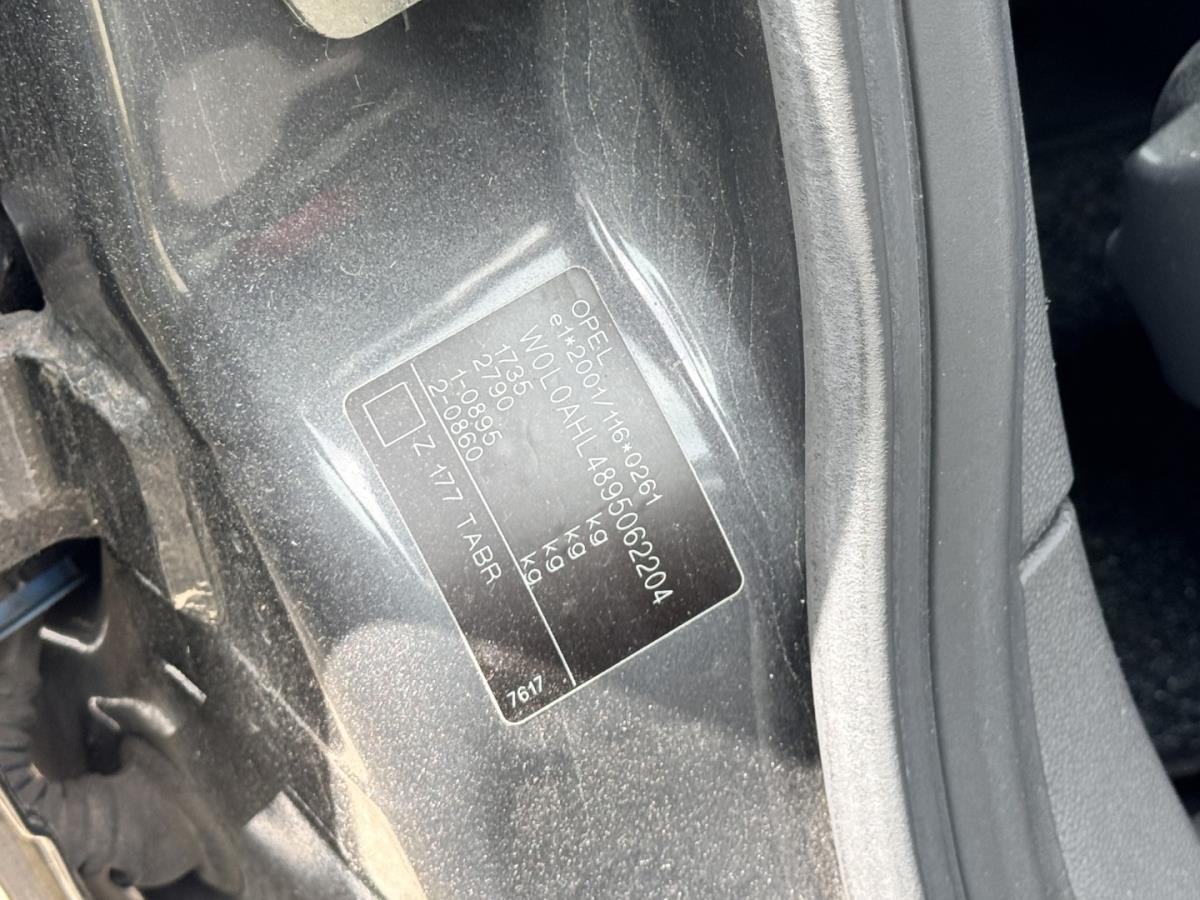 OPEL
e1*2001/116*0261
W0L0AHL4895062204
1735 kg
2790 kg
1-0895 kg
2-0860 kg
Z 177 TABR
7617